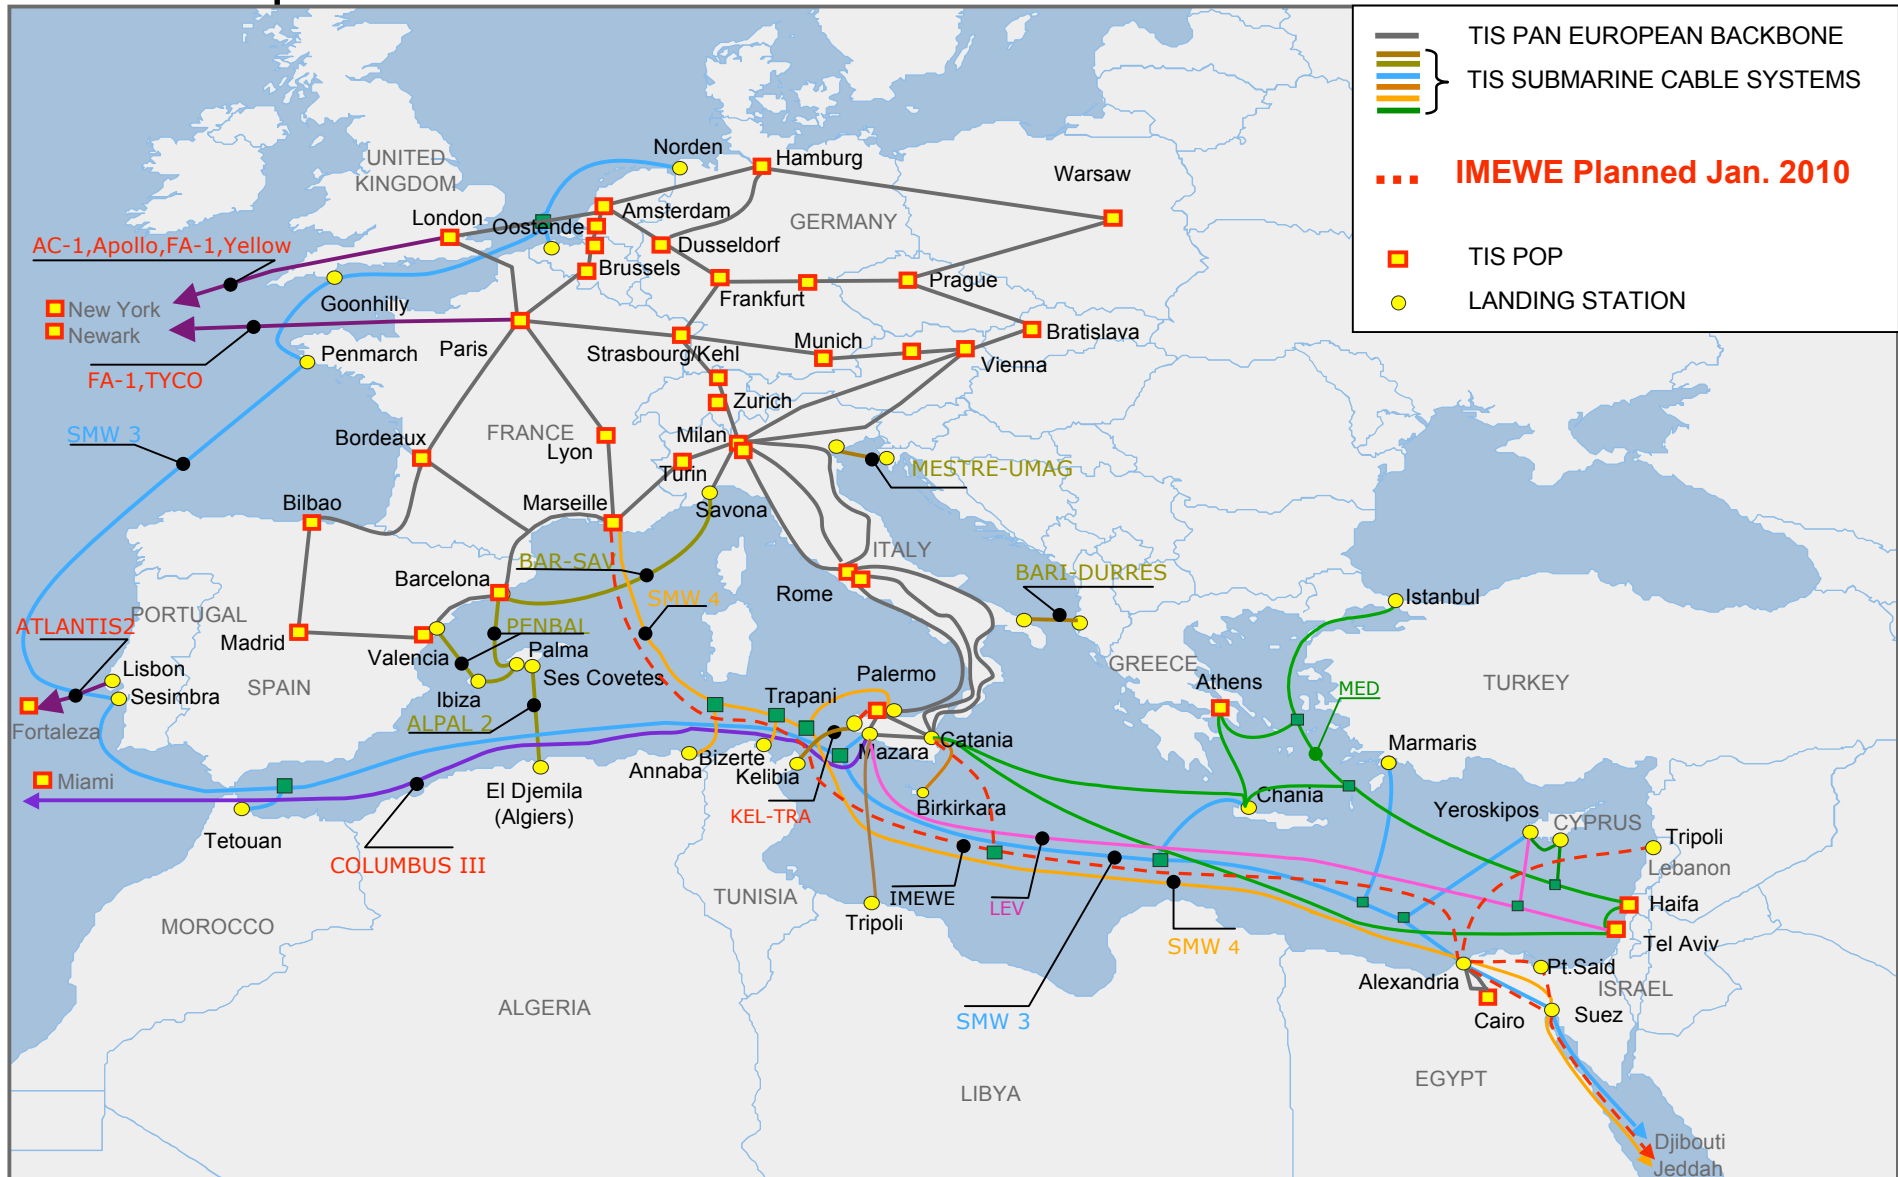 TIS PAN EUROPEAN BACKBONE
TIS SUBMARINE CABLE SYSTEMS
IMEWE Planned Jan. 2010
TIS POP
LANDING STATION
Norden
Hamburg
Warsaw
UNITED
KINGDOM
London
Oostende
Amsterdam
GERMANY
AC-1,Apollo,FA-1,Yellow
Dusseldorf
Brussels
Prague
Goonhilly
Frankfurt
New York
Newark
Paris
Strasbourg/Kehl
Munich
Bratislava
Penmarch
Vienna
FA-1,TYCO
Zurich
SMW 3
Bordeaux
FRANCE
Lyon
Milan
Turin
MESTRE-UMAG
Bilbao
Marseille
Savona
ITALY
BAR-SAV
BARI-DURRES
Barcelona
SMW 4
Rome
Istanbul
PORTUGAL
ATLANTIS2
Madrid
PENBAL
Valencia
Palma
GREECE
Lisbon
Sesimbra
SPAIN
Ibiza
Ses Covetes
Trapani
Palermo
Athens
MED
TURKEY
Fortaleza
ALPAL 2
Mazara
Catania
Marmaris
Miami
Annaba
Bizerte
Kelibia
El Djemila
(Algiers)
Birkirkara
Chania
Yeroskipos
CYPRUS
Tetouan
KEL-TRA
Tripoli
Lebanon
COLUMBUS III
TUNISIA
IMEWE
LEV
Haifa
MOROCCO
Tripoli
SMW 4
Tel Aviv
Alexandria
Pt.Said
ISRAEL
ALGERIA
SMW 3
Cairo
Suez
LIBYA
EGYPT
Djibouti
Jeddah